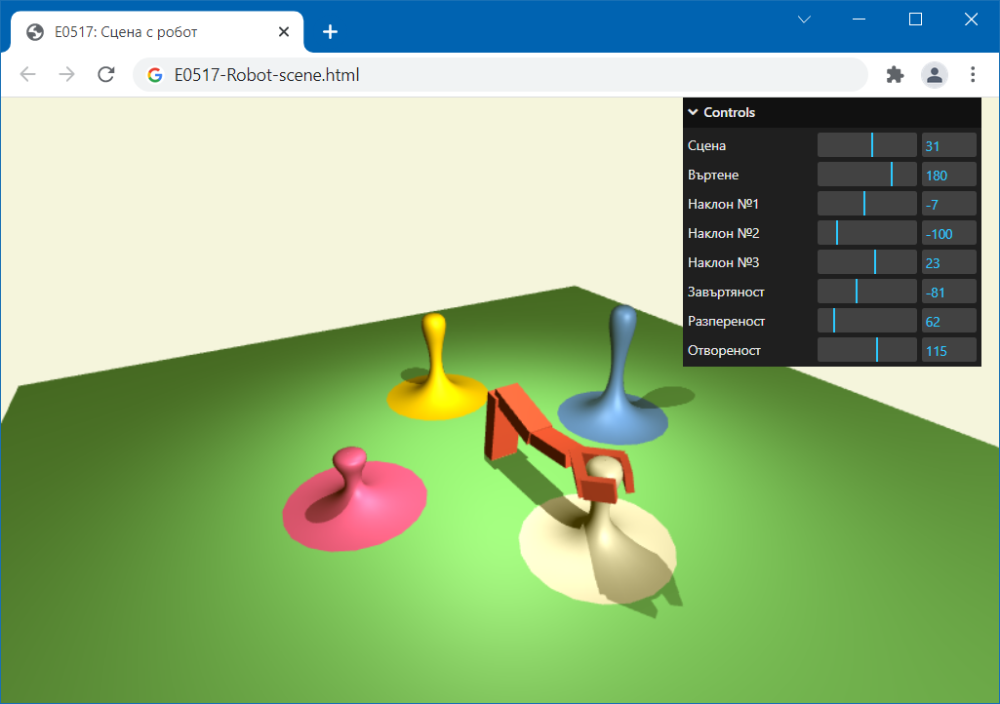 E0517: Сцена с робот
E0517-Robot-scene.html
Controls
Сцена 31
Въртене 180
Наклон №1 -7
Наклон №2 -100
Наклон №3 23
Завъртяност -81
Разпереност 62
Отвореност 115